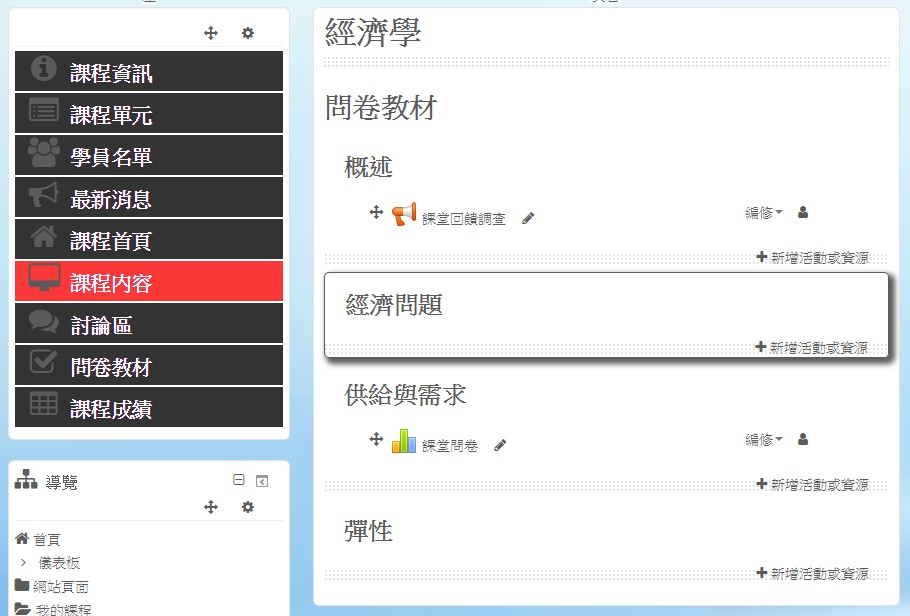 課程資訊
課程單元
學員名單
最新消息
課程首頁
課程內容
討論區
問卷教材
課程成績
導覽
首頁
儀表板
網站頁面
我的課程
經濟學
問卷教材
概述
課堂回饋調查
編修
新增活動或資源
經濟問題
新增活動或資源
供給與需求
課堂問卷
編修
新增活動或資源
彈性
新增活動或資源